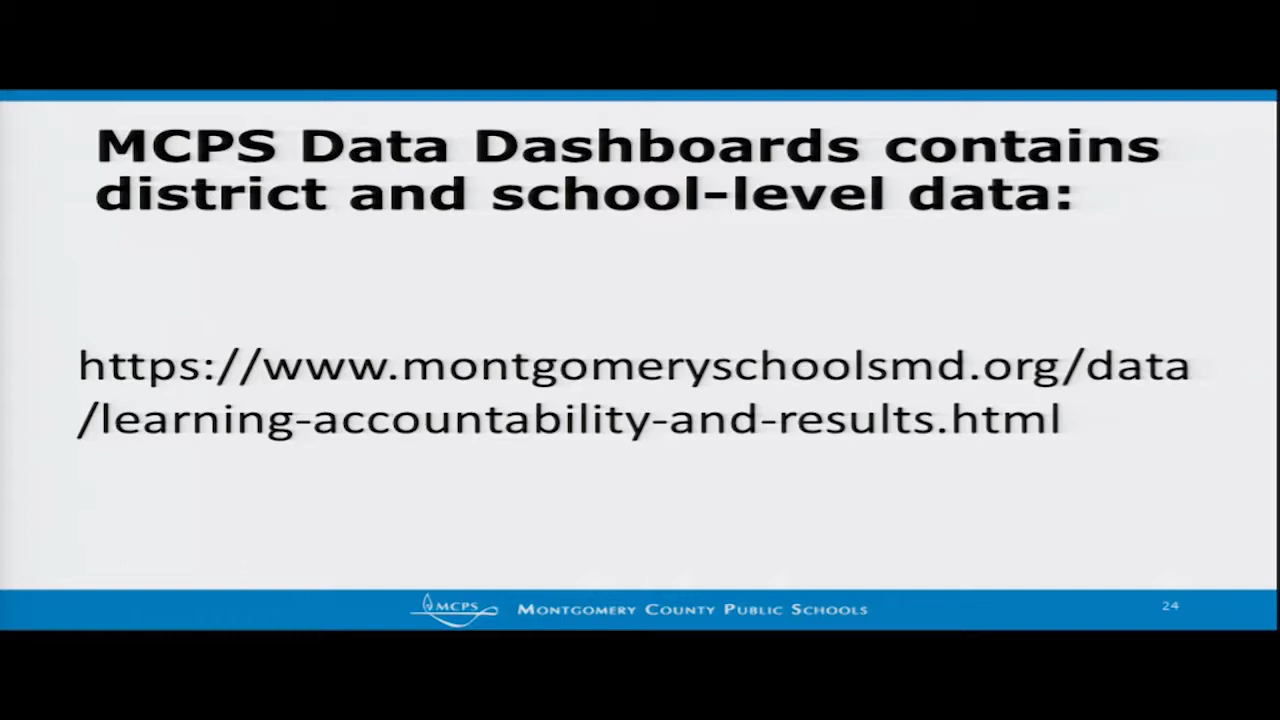 MCPS Data Dashboards contains
district and school-level data:
https://www.montgomeryschoolsmd.org/data
/learning-accountability-and-results.html
MCPS
MONTGOMERY COUNTY PUBLIC SCHOOLS
24